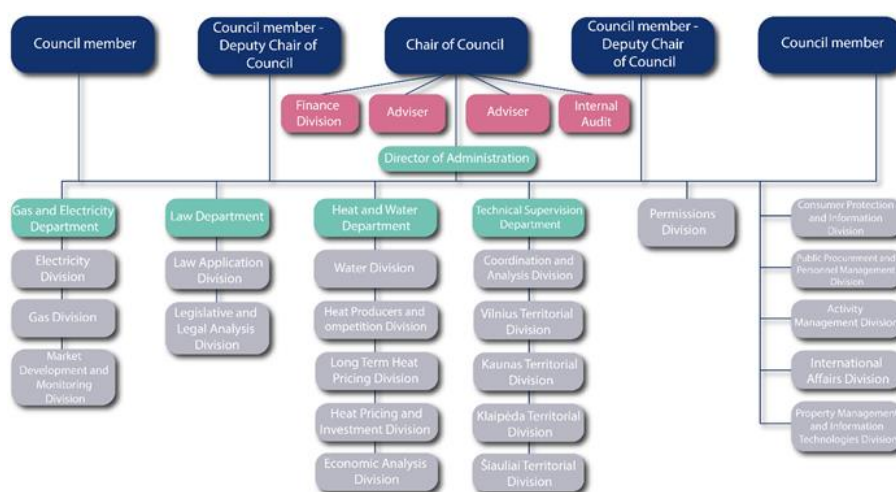 Council member
Council member -
Deputy Chair of
Council
Chair of Council
Council member -
Deputy Chair
of Council
Council member
Finance
Division
Adviser
Adviser
Internal
Audit
Director of Administration
Gas and Electricity
Department
Law Department
Heat and Water
Department
Technical Supervision
Department
Permissions
Division
Consumer Protection
and Information
Division
Electricity
Division
Law Application
Division
Water Division
Coordination and
Analysis Division
Public Procurement and
Personnel Management
Division
Gas Division
Legislative and
Legal Analysis
Division
Heat Producers and
ompetition Division
Vilnius Territorial
Division
Activity
Management Division
Market
Development and
Monitoring
Division
Long Term Heat
Pricing Division
Kaunas Territorial
Division
International
Affairs Division
Heat Pricing and
Investment Division
Klaipėda Territorial
Division
Property Management
and Information
Technologies Division
Economic Analysis
Division
Šiauliai Territorial
Division